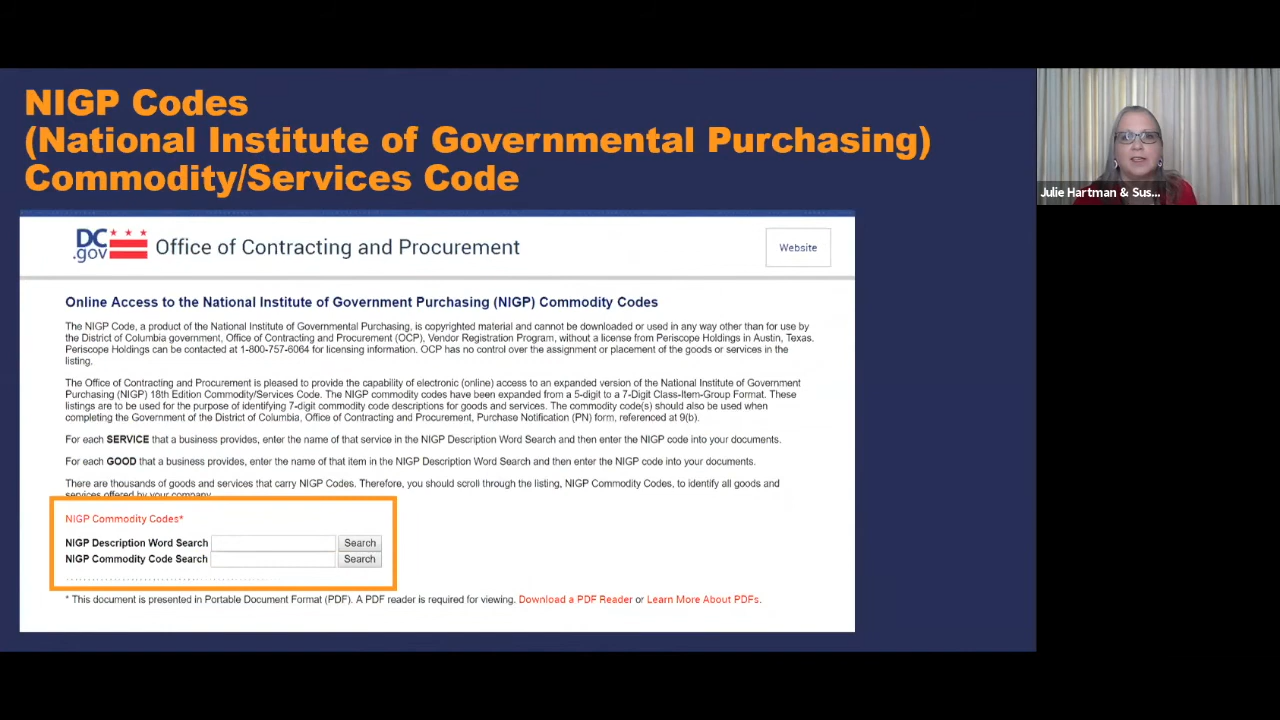 NIGP Codes
(National Institute of Governmental Purchasing)
Commodity/Services Code
DC
.gov
Office of Contracting and Procurement
Website
Online Access to the National Institute of Government Purchasing (NIGP) Commodity Codes
The NIGP Code, a product of the National Institute of Governmental Purchasing, is copyrighted material and cannot be downloaded or used in any way other than for use by
the District of Columbia government, Office of Contracting and Procurement (OCP), Vendor Registration Program, without a license from Periscope Holdings in Austin, Texas.
Periscope Holdings can be contacted at 1-800-757-6064 for licensing information. OCP has no control over the assignment or placement of the goods or services in the
listing.
The Office of Contracting and Procurement is pleased to provide the capability of electronic (online) access to an expanded version of the National Institute of Government
Purchasing (NIGP) 18th Edition Commodity/Services Code. The NIGP commodity codes have been expanded from a 5-digit to a 7-Digit Class-Item-Group Format. These
listings are to be used for the purpose of identifying 7-digit commodity code descriptions for goods and services. The commodity code(s) should also be used when
completing the Government of the District of Columbia, Office of Contracting and Procurement, Purchase Notification (PN) form, referenced at 9(b).
For each SERVICE that a business provides, enter the name of that service in the NIGP Description Word Search and then enter the NIGP code into your documents.
For each GOOD that a business provides, enter the name of that item in the NIGP Description Word Search and then enter the NIGP code into your documents.
There are thousands of goods and services that carry NIGP Codes. Therefore, you should scroll through the listing, NIGP Commodity Codes, to identify all goods and
services offered by your company.
NIGP Commodity Codes*
NIGP Description Word Search Search
NIGP Commodity Code Search Search
* This document is presented in Portable Document Format (PDF). A PDF reader is required for viewing. Download a PDF Reader or Learn More About PDFs.
Julie Hartman & Sus...